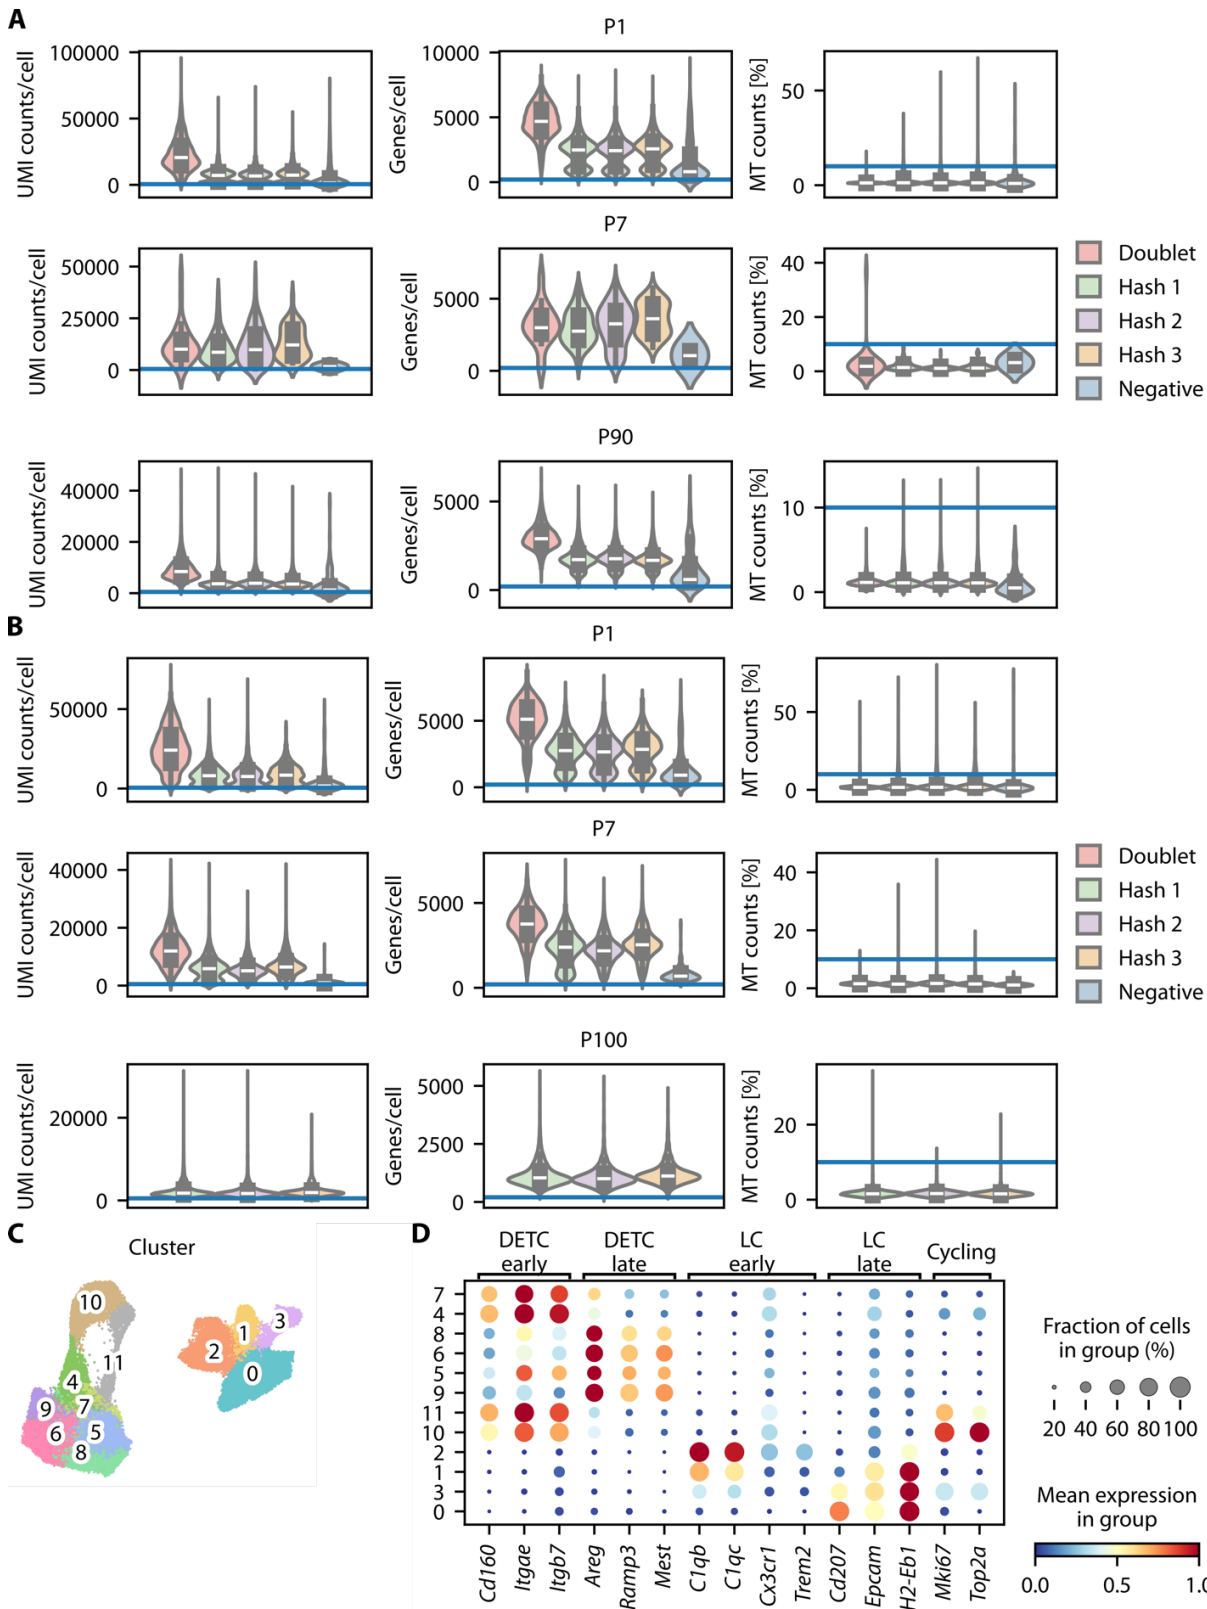 A
P1
UMI counts/cell
100000
50000
0
Genes/cell
10000
5000
0
MT counts [%]
50
0
P7
UMI counts/cell
50000
25000
0
Genes/cell
5000
0
MT counts [%]
40
20
10
0
Doublet
Hash 1
Hash 2
Hash 3
Negative
P90
UMI counts/cell
40000
20000
0
Genes/cell
5000
0
MT counts [%]
10
0
B
P1
UMI counts/cell
50000
0
Genes/cell
5000
0
MT counts [%]
50
10
0
P7
UMI counts/cell
40000
20000
0
Genes/cell
5000
0
MT counts [%]
40
20
10
0
Doublet
Hash 1
Hash 2
Hash 3
Negative
P100
UMI counts/cell
20000
0
Genes/cell
5000
2500
0
MT counts [%]
20
10
0
C
Cluster
10
11
4
9
7
6
5
8
3
1
2
0
D
DETC early
DETC late
LC early
LC late
Cycling
7
4
8
6
5
9
11
10
2
1
3
0
Cd160
Itgae
Itgb7
Areg
Ramp3
Mest
C1qb
C1qc
Cx3cr1
Trem2
Cd207
Epcam
H2-Eb1
Mki67
Top2a
Fraction of cells
in group (%)
20 40 60 80 100
Mean expression
in group
0.0 0.5 1.0